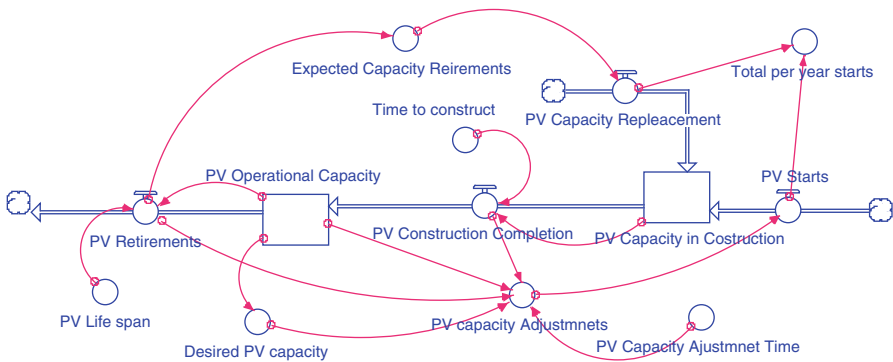 Expected Capacity Reirements
Total per year starts
Time to construct
PV Capacity Repleacement
PV Operational Capacity
PV Starts
PV Retirements
PV Construction Completion
PV Capacity in Costruction
PV Life span
PV capacity Adjustmnets
Desired PV capacity
PV Capacity Ajustmnet Time